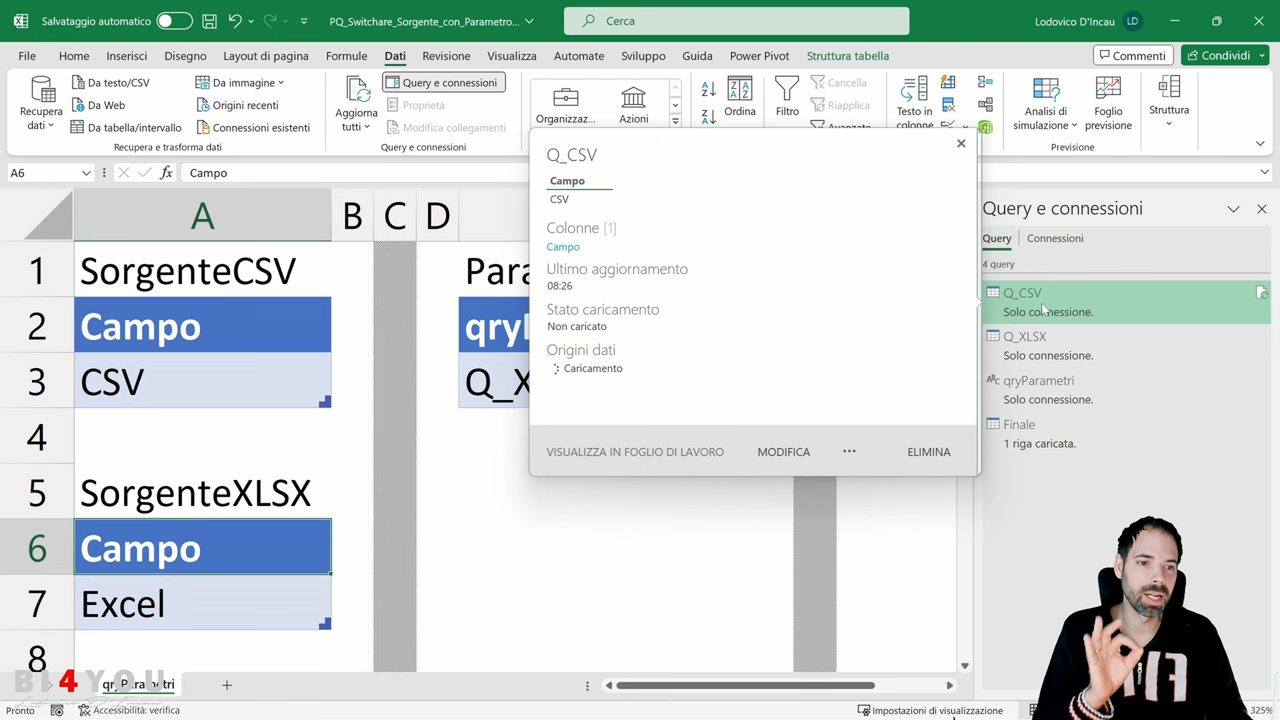 Salvataggio automatico
PQ_Switchare_Sorgente_con_Parametro...
Cerca
Lodovico D'Incau
LD
File Home Inserisci Disegno Layout di pagina Formule Dati Revisione Visualizza Automate Sviluppo Guida Power Pivot Struttura tabella
Commenti
Condividi
Recupera dati
Da testo/CSV
Da Web
Da tabella/intervallo
Da immagine
Origini recenti
Connessioni esistenti
Recupera e trasforma dati
Aggiorna tutti
Query e connessioni
Proprietà
Modifica collegamenti
Query e connessioni
Organizzaz...
Azioni
Ordina
Filtro
Cancella
Riapplica
Avanzate
Testo in colonne
Analisi di simulazione
Foglio previsione
Previsione
Struttura
A6
fx
Campo
A B C D
1 SorgenteCSV
2 Campo
3 CSV
4
5 SorgenteXLSX
6 Campo
7 Excel
8
Q_CSV
Campo
CSV
Colonne [1]
Campo
Ultimo aggiornamento
08:26
Stato caricamento
Non caricato
Origini dati
Caricamento
VISUALIZZA IN FOGLIO DI LAVORO MODIFICA ••• ELIMINA
Query e connessioni
Query Connessioni
4 query
Q_CSV
Solo connessione.
Q_XLSX
Solo connessione.
qryParametri
Solo connessione.
Finale
1 riga caricata.
BI4YOU
Pronto
Accessibilità: verifica
Impostazioni di visualizzazione
325%